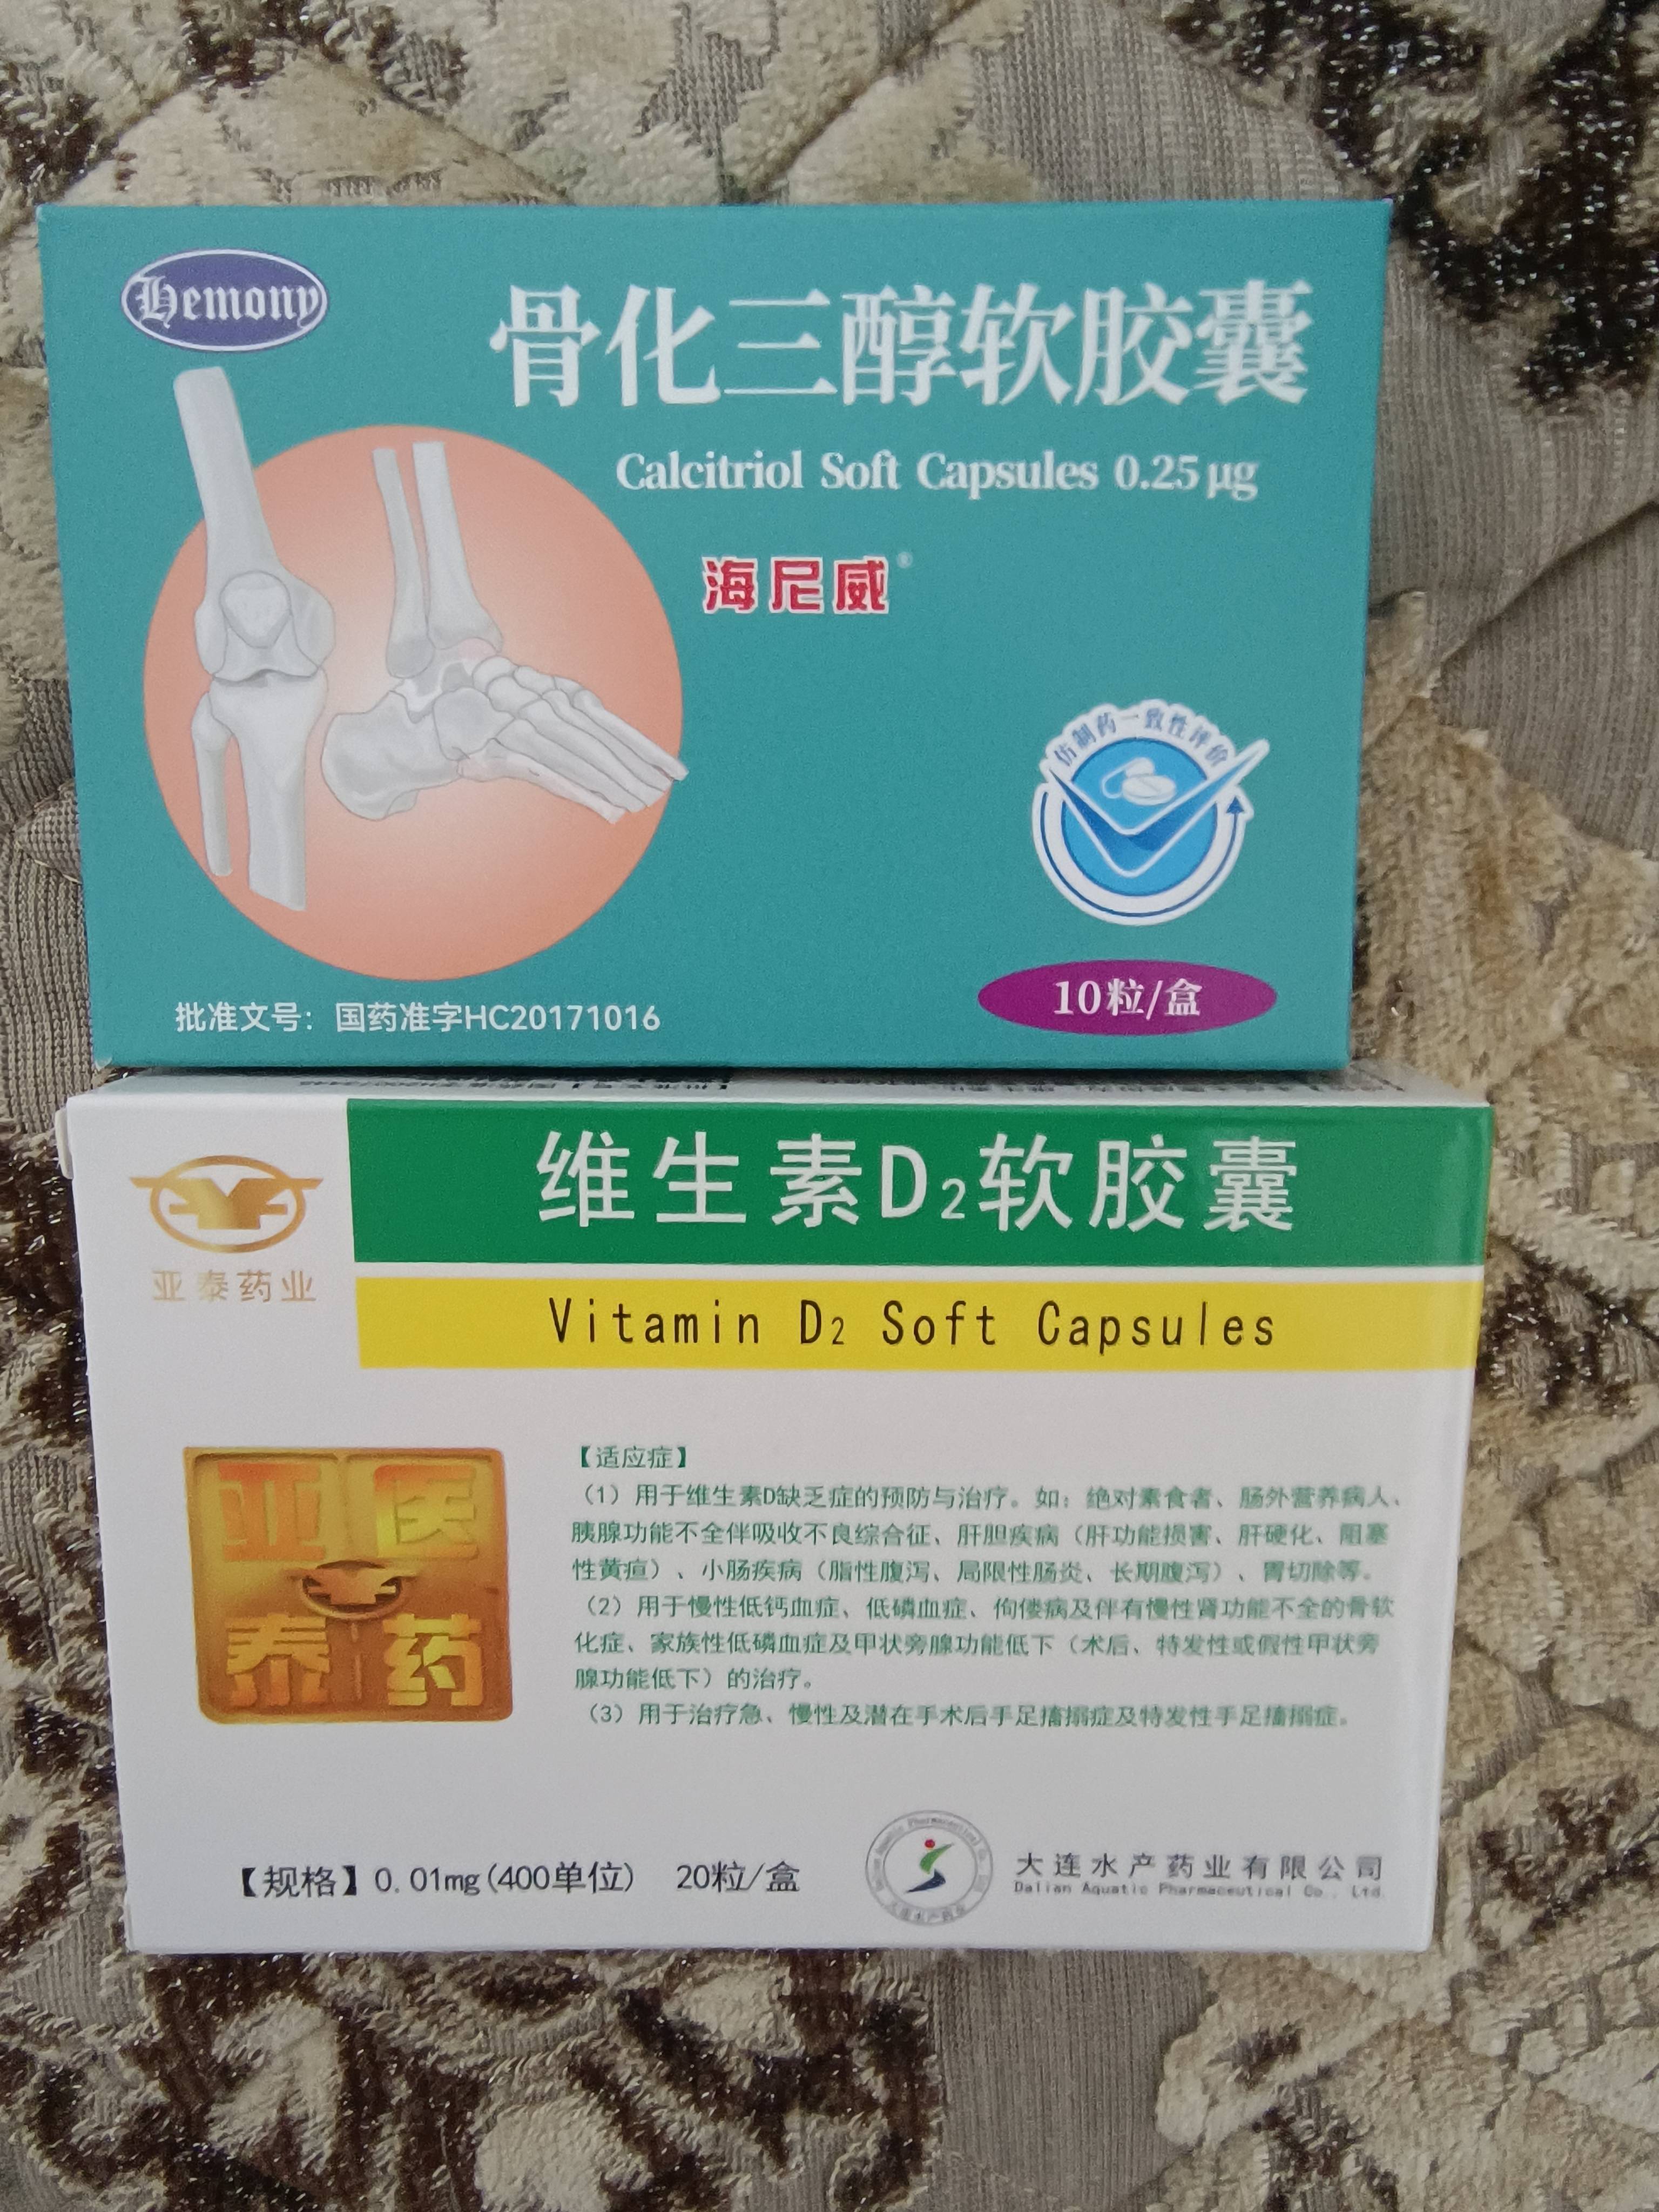 Hemony
骨化三醇软胶囊
Calcitriol Soft Capsules 0.25μg
海尼威®
仿制药一致性评价
10粒/盒
批准文号：国药准字HC20171016
维生素D2软胶囊
亚泰药业
Vitamin D2 Soft Capsules
亚医
泰药
【适应症】
（1）用于维生素D缺乏症的预防与治疗。如：绝对素食者、肠外营养病人、
胰腺功能不全伴吸收不良综合征、肝胆疾病（肝功能损害、肝硬化、阻塞
性黄疸）、小肠疾病（脂性腹泻、局限性肠炎、长期腹泻）、胃切除等。
（2）用于慢性低钙血症、低磷血症、佝偻病及伴有慢性肾功能不全的骨软
化症、家族性低磷血症及甲状旁腺功能低下（术后、特发性或假性甲状旁
腺功能低下）的治疗。
（3）用于治疗急、慢性及潜在手术后手足搐搦症及特发性手足搐搦症。
【规格】0.01mg(400单位) 20粒/盒
大连水产药业
大连水产药业有限公司
Dalian Aquatic Pharmaceutical Co., Ltd.